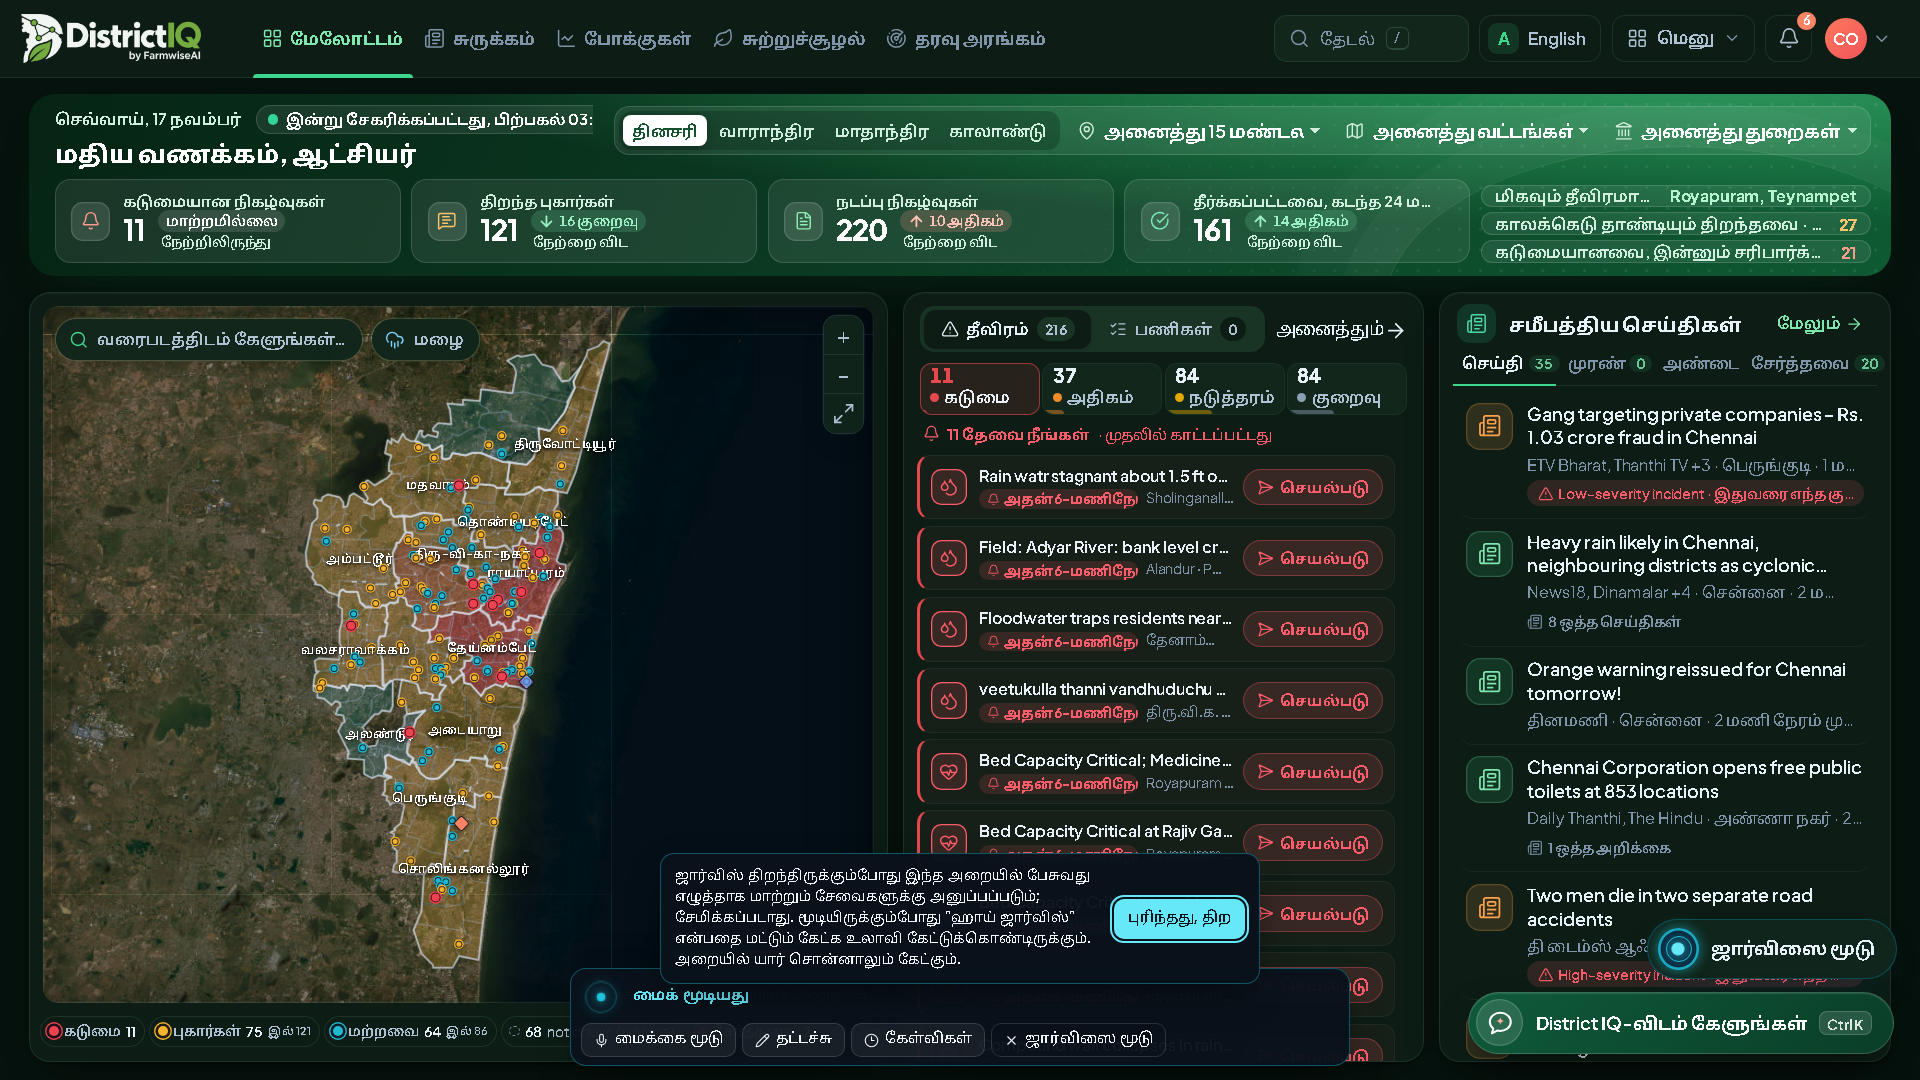 DistrictIQ
by FarmwiseAI
மேலோட்டம்
சுருக்கம்
போக்குகள்
சுற்றுச்சூழல்
தரவு அரங்கம்
தேடல் /
A English
மெனு
6
CO
செவ்வாய், 17 நவம்பர்
இன்று சேகரிக்கப்பட்டது, பிற்பகல் 03:
மதிய வணக்கம், ஆட்சியர்
தினசரி
வாராந்திர
மாதாந்திர
காலாண்டு
அனைத்து 15 மண்டல
அனைத்து வட்டங்கள்
அனைத்து துறைகள்
கடுமையான நிகழ்வுகள்
11 மாற்றமில்லை
நேற்றிலிருந்து
திறந்த புகார்கள்
121 ↓ 16 குறைவு
நேற்றை விட
நடப்பு நிகழ்வுகள்
220 ↑ 10 அதிகம்
நேற்றை விட
தீர்க்கப்பட்டவை, கடந்த 24 ம...
161 ↑ 14 அதிகம்
நேற்றை விட
மிகவும் தீவிரமா... Royapuram, Teynampet
காலக்கெடு தாண்டியும் திறந்தவை · ... 27
கடுமையானவை, இன்னும் சரிபார்க்... 21
வரைபடத்திடம் கேளுங்கள்...
மழை
+
−
திருவோட்டியூர்
அம்பட்டூர்
வலசராவாக்கம்
தேய்னம்பேட்
அடையாறு
பெருங்குடி
சொலிங்கனல்லூர்
கடுமை 11
புகார்கள் 75 இல் 121
மற்றவை 64 இல் 86
68 not
தீவிரம் 216
பணிகள் 0
அனைத்தும் →
11
கடுமை
37
அதிகம்
84
நடுத்தரம்
84
குறைவு
11 தேவை நீங்கள் · முதலில் காட்டப்பட்டது
Rain watr stagnant about 1.5 ft o...
அதன் 6-மணிநே Sholinganall...
செயல்படு
Field: Adyar River: bank level cr...
அதன் 6-மணிநே Alandur · P...
செயல்படு
Floodwater traps residents near...
அதன் 6-மணிநே தேனாம்...
செயல்படு
veetukulla thanni vandhuduchu ...
அதன் 6-மணிநே திரு.வி.க. ...
செயல்படு
Bed Capacity Critical; Medicine...
அதன் 6-மணிநே Royapuram ...
செயல்படு
Bed Capacity Critical at Rajiv Ga...
செயல்படு
செயல்படு
சமீபத்திய செய்திகள்
மேலும் →
செய்தி 35
முரண் 0
அண்டை
சேர்த்தவை 20
Gang targeting private companies – Rs.
1.03 crore fraud in Chennai
ETV Bharat, Thanthi TV +3 · பெருங்குடி · 1 ம...
Low-severity incident · இதுவரை எந்த கு...
Heavy rain likely in Chennai,
neighbouring districts as cyclonic...
News18, Dinamalar +4 · சென்னை · 2 ம...
8 ஒத்த செய்திகள்
Orange warning reissued for Chennai
tomorrow!
தினமணி · சென்னை · 2 மணி நேரம் மு...
Chennai Corporation opens free public
toilets at 853 locations
Daily Thanthi, The Hindu · அண்ணா நகர் · 2...
1 ஒத்த அறிக்கை
Two men die in two separate road
accidents
தி டைம்ஸ்
High-severity
ஜார்விஸ் திறந்திருக்கும்போது இந்த அறையில் பேசுவது
எழுத்தாக மாற்றும் சேவைகளுக்கு அனுப்பப்படும்;
சேமிக்கப்படாது. மூடியிருக்கும்போது "ஹாய் ஜார்விஸ்"
என்பதை மட்டும் கேட்க உலாவி கேட்டுக்கொண்டிருக்கும்.
அறையில் யார் சொன்னாலும் கேட்கும்.
புரிந்தது, திற
மைக் மூடியது
மைக்கை மூடு
தட்டச்சு
கேள்விகள்
× ஜார்விஸை மூடு
ஜார்விஸை மூடு
District IQ-விடம் கேளுங்கள் Ctrl K